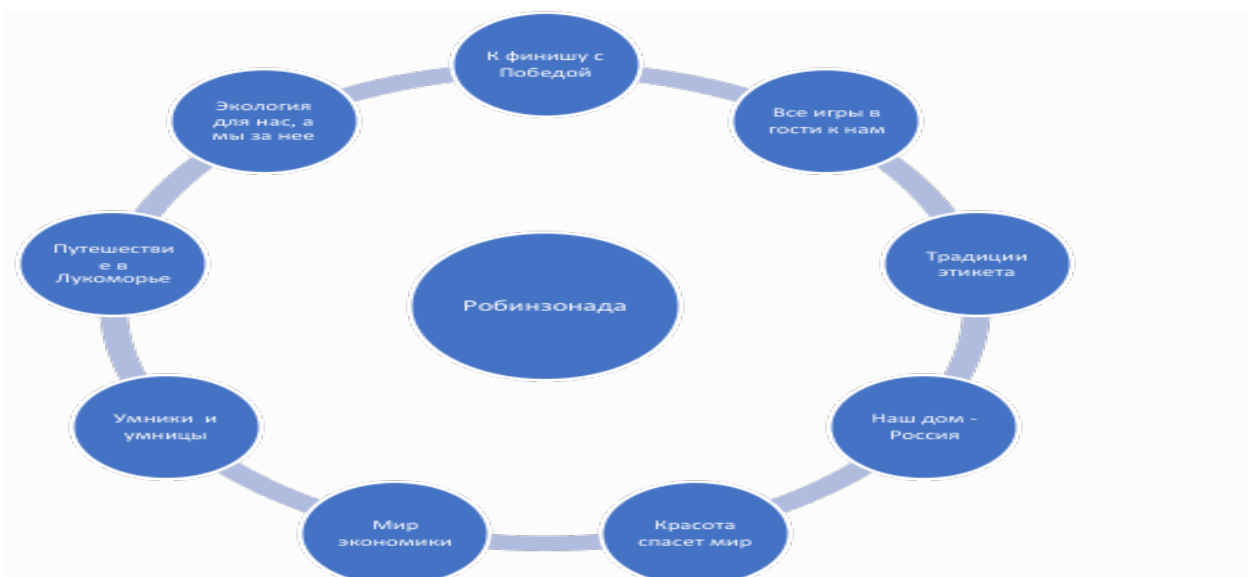 К финишу с
Победой
Все игры в
гости к нам
Традиции
этикета
Наш дом -
Россия
Красота
спасет мир
Мир
экономики
Умники  и
умницы
Путешестви
е в
Лукоморье
Экология
для нас, а
мы за нее
Робинзонада